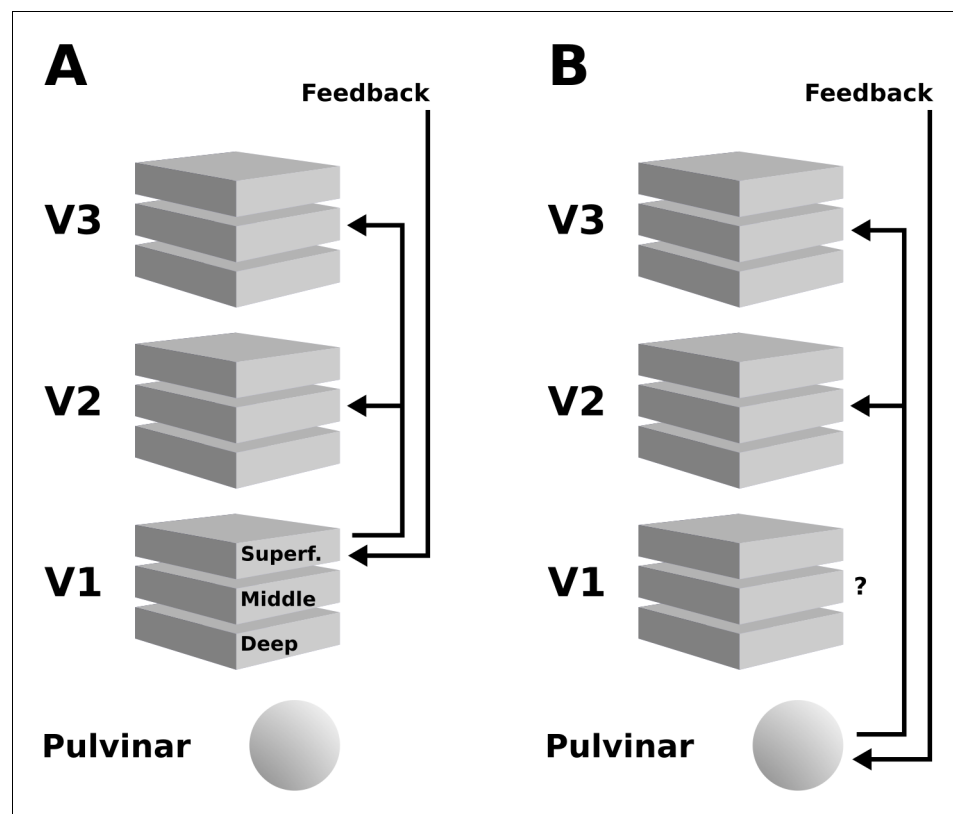 A
Feedback
V3
V2
V1
Superf.
Middle
Deep
Pulvinar
B
Feedback
V3
V2
V1
?
Pulvinar